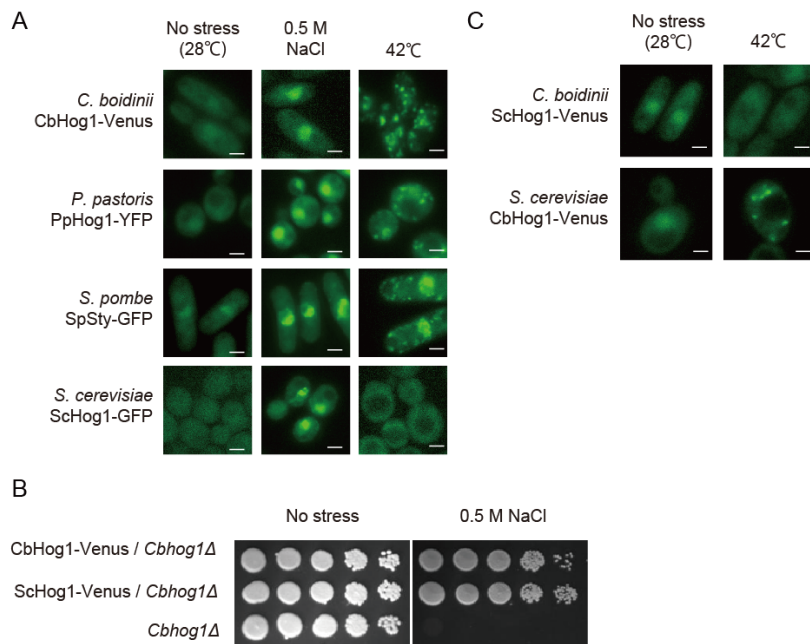 A
No stress
(28℃)
0.5 M
NaCl
42℃
C. boidinii
CbHog1-Venus
P. pastoris
PpHog1-YFP
S. pombe
SpSty-GFP
S. cerevisiae
ScHog1-GFP
C
No stress
(28℃)
42℃
C. boidinii
ScHog1-Venus
S. cerevisiae
CbHog1-Venus
B
No stress
0.5 M NaCl
CbHog1-Venus / Cbhog1Δ
ScHog1-Venus / Cbhog1Δ
Cbhog1Δ